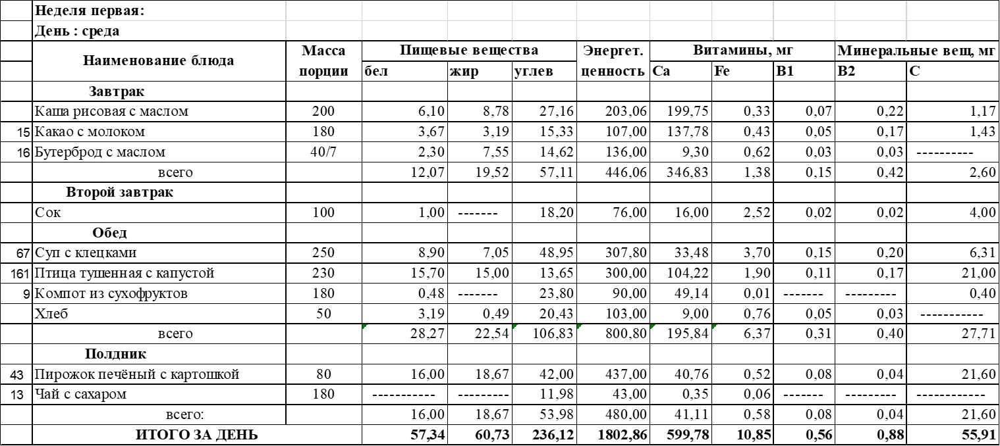 Неделя первая:
День : среда
Наименование блюда Масса порции Пищевые вещества Энергет. ценность Витамины, мг Минеральные вещ, мг
бел жир углев Ca Fe B1 B2 C
Завтрак
Каша рисовая с маслом 200 6,10 8,78 27,16 203,06 199,75 0,33 0,07 0,22 1,17
15 Какао с молоком 180 3,67 3,19 15,33 107,00 137,78 0,43 0,05 0,17 1,43
16 Бутерброд с маслом 40/7 2,30 7,55 14,62 136,00 9,30 0,62 0,03 0,03 ----------
всего 12,07 19,52 57,11 446,06 346,83 1,38 0,15 0,42 2,60
Второй завтрак
Сок 100 1,00 ------- 18,20 76,00 16,00 2,52 0,02 0,02 4,00
Обед
67 Суп с клецками 250 8,90 7,05 48,95 307,80 33,48 3,70 0,15 0,20 6,31
161 Птица тушенная с капустой 230 15,70 15,00 13,65 300,00 104,22 1,90 0,11 0,17 21,00
9 Компот из сухофруктов 180 0,48 ------- 23,80 90,00 49,14 0,01 ------- --------- 0,40
Хлеб 50 3,19 0,49 20,43 103,00 9,00 0,76 0,05 0,03 -----------
всего 28,27 22,54 106,83 800,80 195,84 6,37 0,31 0,40 27,71
Полдник
43 Пирожок печёный с картошкой 80 16,00 18,67 42,00 437,00 40,76 0,52 0,08 0,04 21,60
13 Чай с сахаром 180 ----------- --------- 11,98 43,00 0,35 0,06 ------- --------- ------------
всего: 16,00 18,67 53,98 480,00 41,11 0,58 0,08 0,04 21,60
ИТОГО ЗА ДЕНЬ 57,34 60,73 236,12 1802,86 599,78 10,85 0,56 0,88 55,91